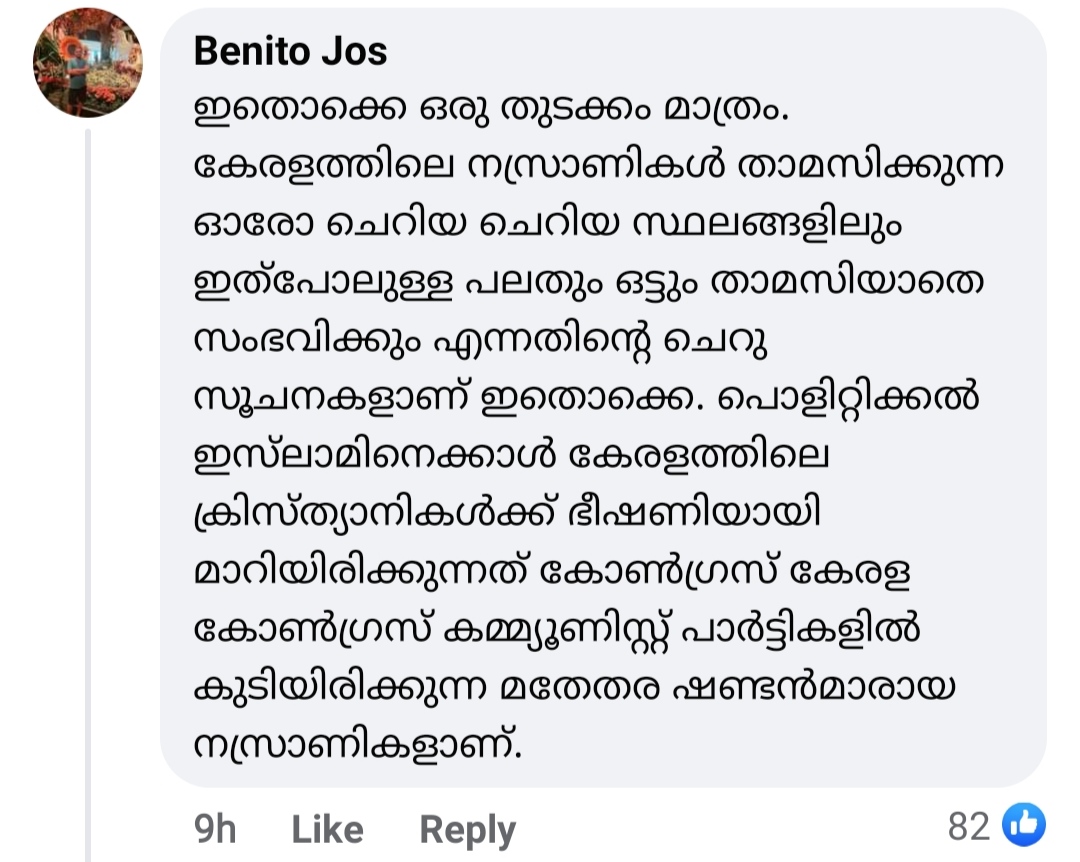 Benito Jos
ഇതൊക്കെ ഒരു തുടക്കം മാത്രം.
കേരളത്തിലെ നസ്രാണികൾ താമസിക്കുന്ന
ഓരോ ചെറിയ ചെറിയ സ്ഥലങ്ങളിലും
ഇത്പോലുള്ള പലതും ഒട്ടും താമസിയാതെ
സംഭവിക്കും എന്നതിന്റെ ചെറു
സൂചനകളാണ് ഇതൊക്കെ. പൊളിറ്റിക്കൽ
ഇസ്‌ലാമിനെക്കാൾ കേരളത്തിലെ
ക്രിസ്ത്യാനികൾക്ക് ഭീഷണിയായി
മാറിയിരിക്കുന്നത് കോൺഗ്രസ് കേരള
കോൺഗ്രസ് കമ്മ്യൂണിസ്റ്റ് പാർട്ടികളിൽ
കുടിയിരിക്കുന്ന മതേതര ഷണ്ടൻമാരായ
നസ്രാണികളാണ്.
9h Like Reply 82